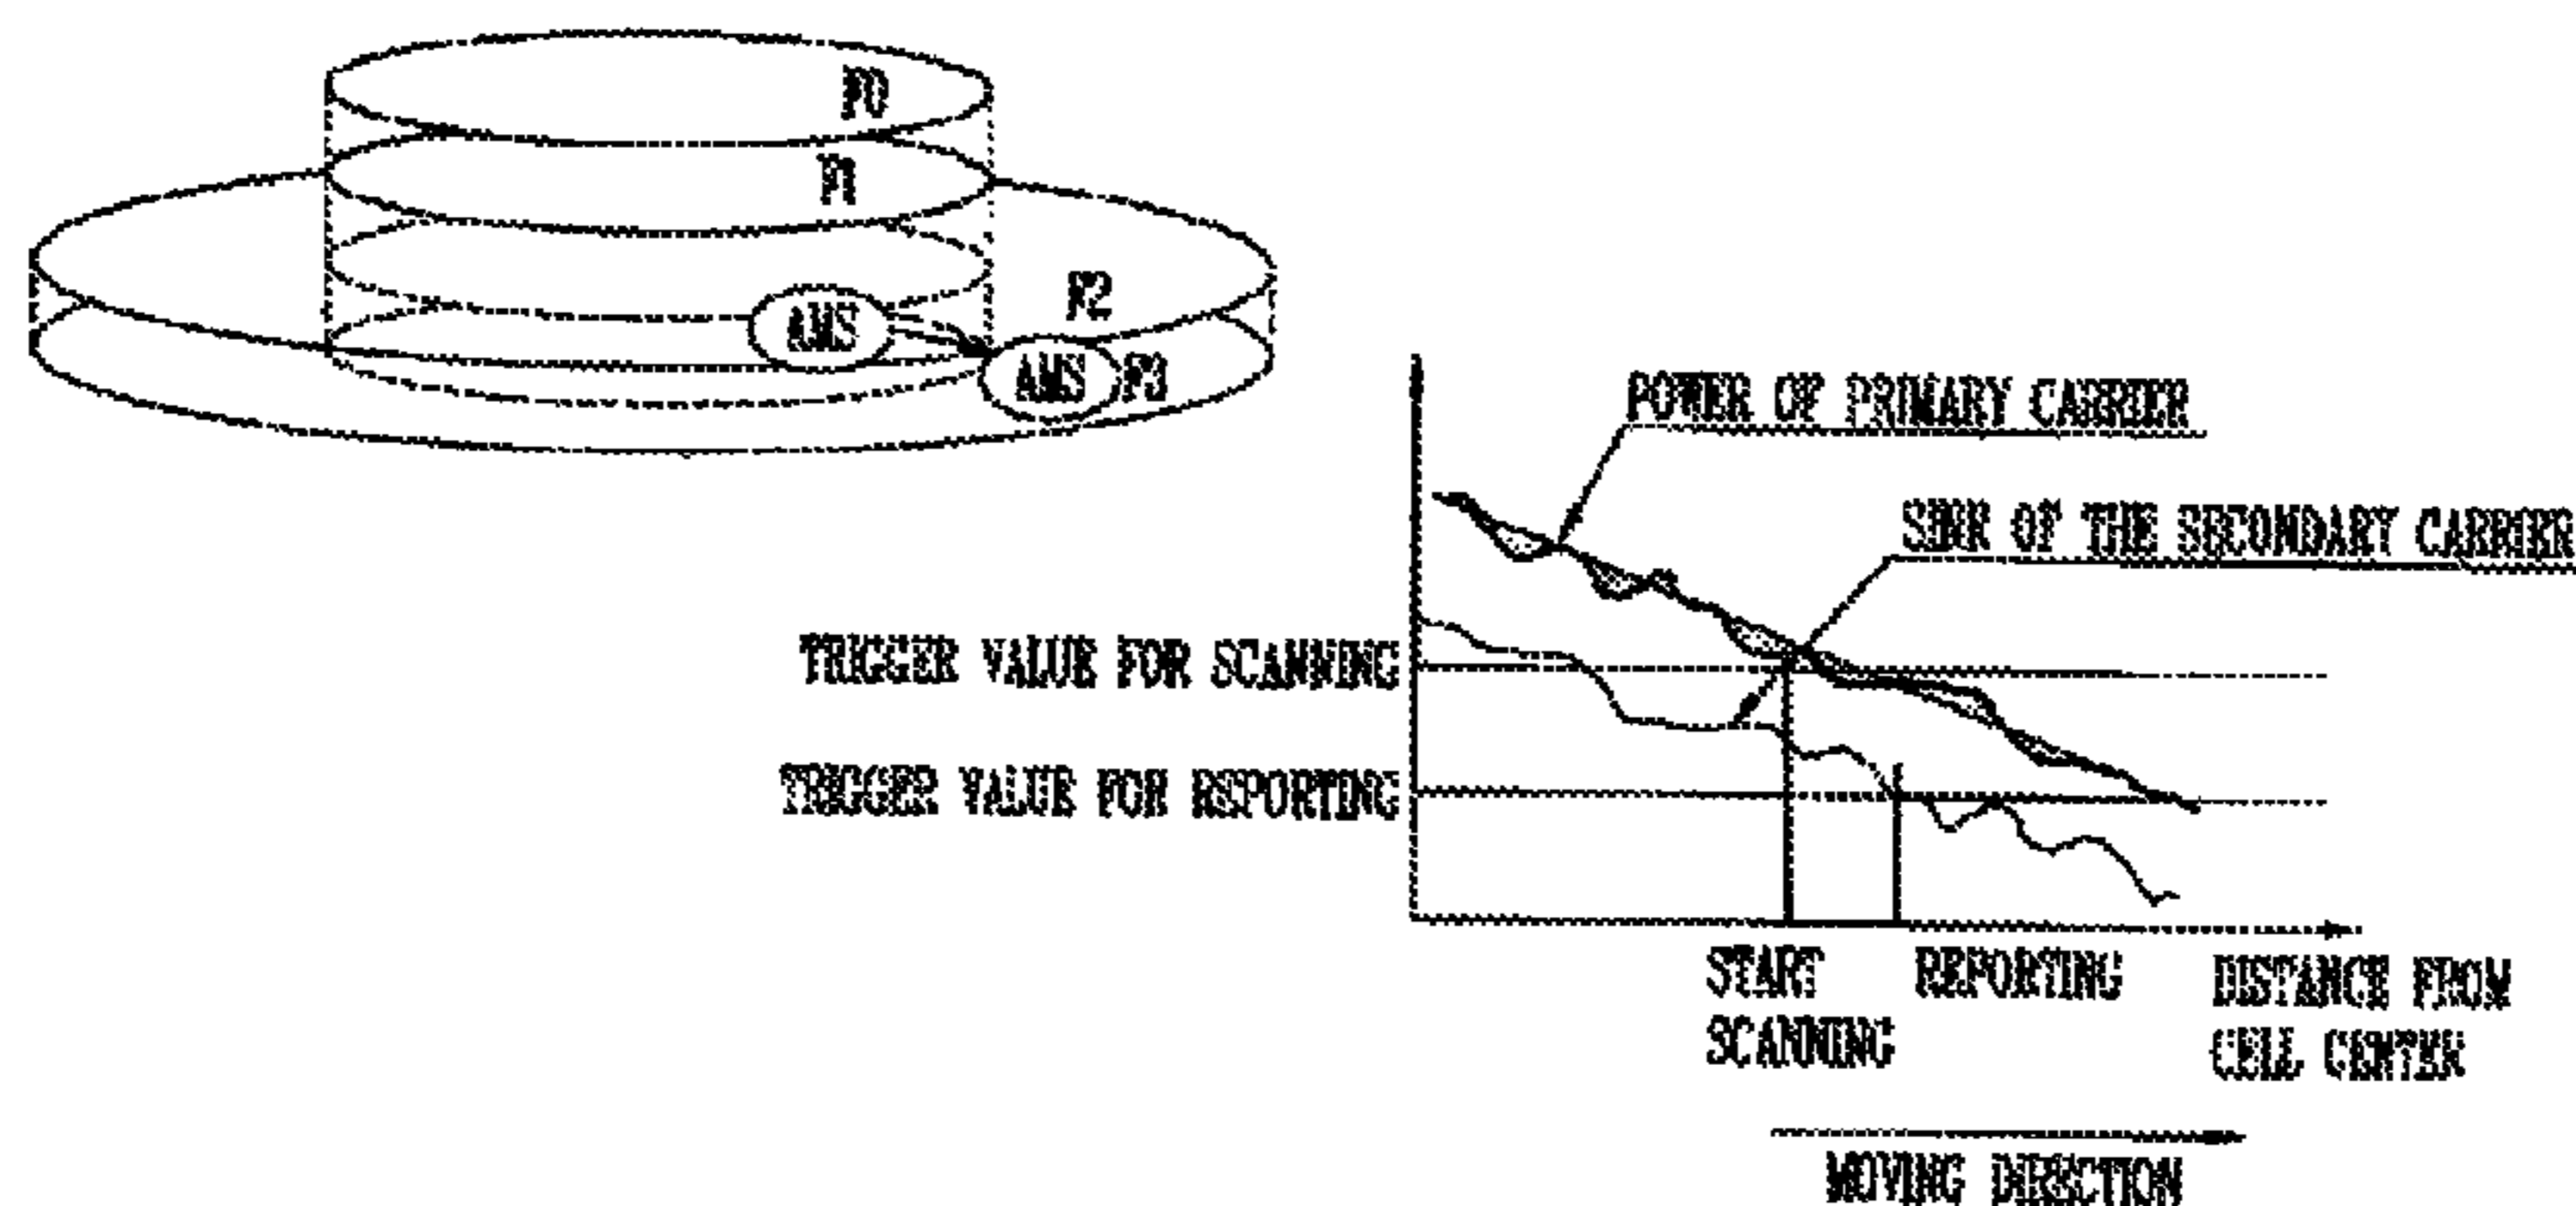 F0
F1
F2
AMS
AMS
F3
POWER OF PRIMARY CARRIER
SINR OF THE SECONDARY CARRIER
TRIGGER VALUE FOR SCANNING
TRIGGER VALUE FOR REPORTING
START
SCANNING
REPORTING
DISTANCE FROM
CELL CENTER
MOVING DIRECTION